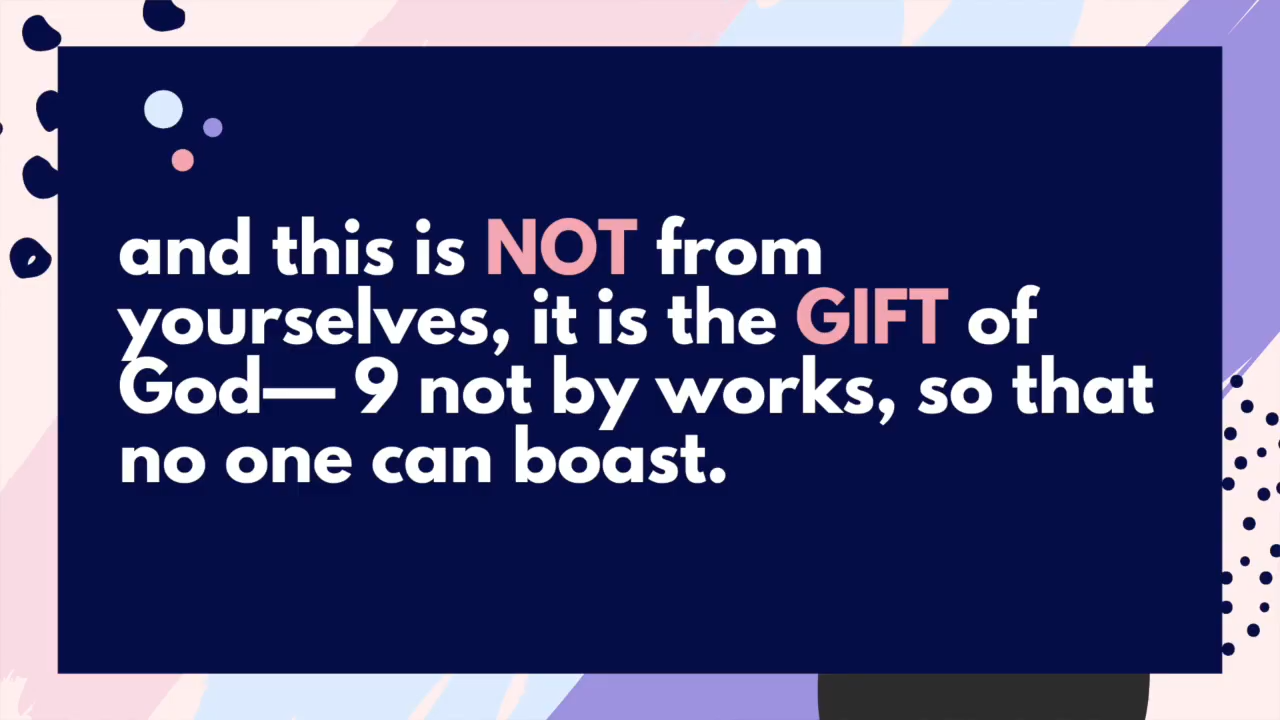 and this is NOT from
yourselves, it is the GIFT of
God— 9 not by works, so that
no one can boast.